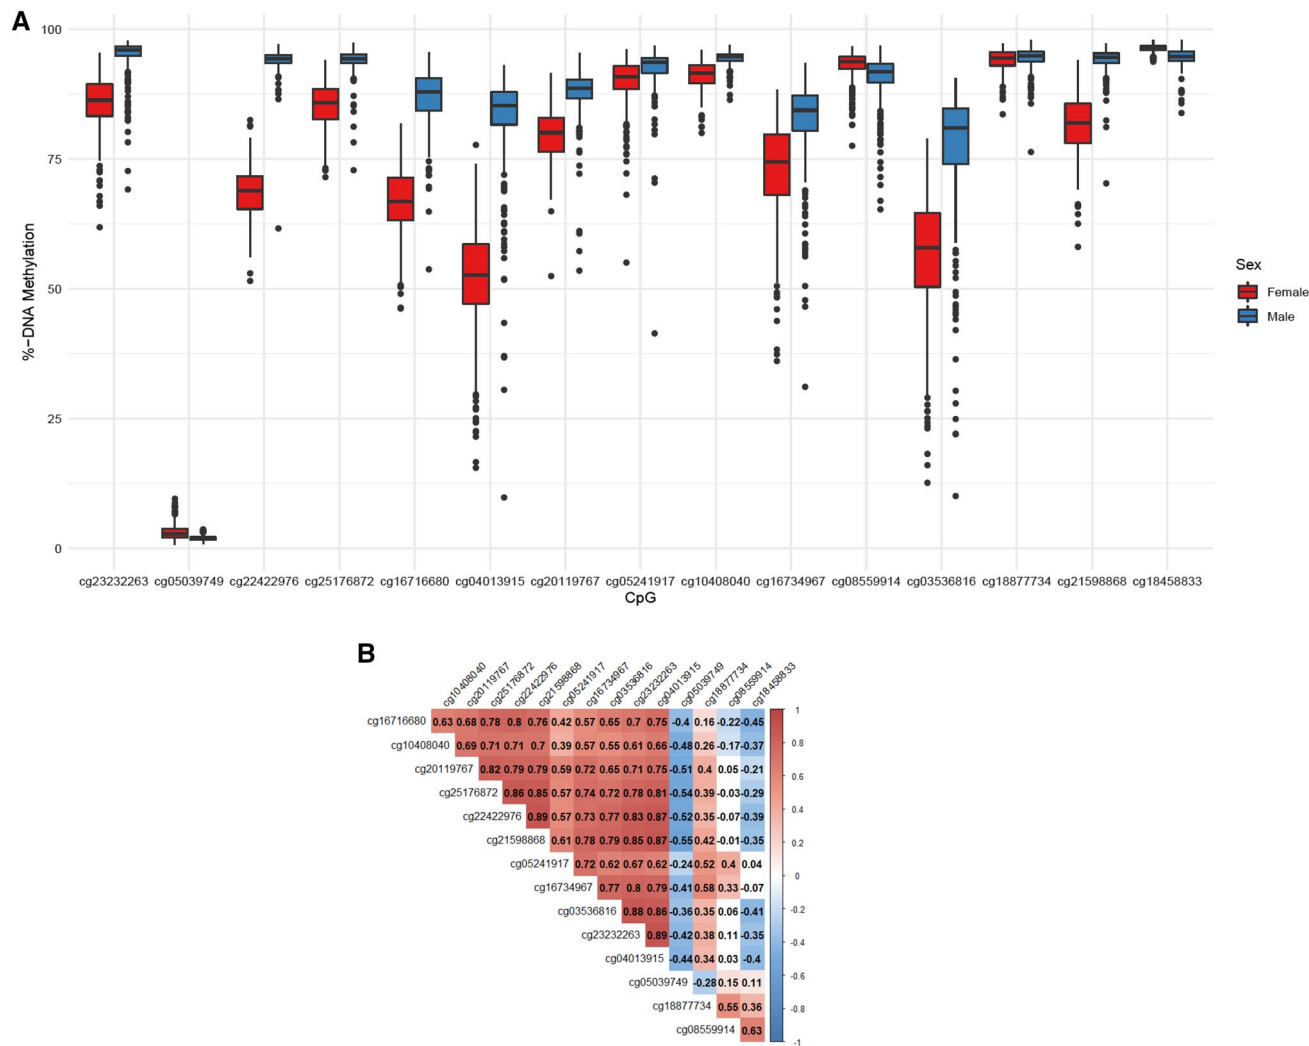 A
100
75
50
25
0
%-DNA Methylation
cg23232263 cg05039749 cg22422976 cg25176872 cg16716680 cg04013915 cg20119767 cg05241917 cg10408040 cg16734967 cg08559914 cg03536816 cg18877734 cg21598868 cg18458833
CpG
Sex
Female
Male
B
cg10408040 cg20119767 cg25176872 cg22422976 cg21598868 cg05241917 cg16734967 cg03536816 cg23232263 cg04013915 cg05039749 cg18877734 cg08559914 cg18458833
cg16716680 0.63 0.68 0.78 0.8 0.76 0.42 0.57 0.65 0.7 0.75 -0.4 0.16 -0.22 -0.45
cg10408040 0.69 0.71 0.71 0.7 0.39 0.57 0.55 0.61 0.66 -0.48 0.26 -0.17 -0.37
cg20119767 0.82 0.79 0.79 0.59 0.72 0.65 0.71 0.75 -0.51 0.4 0.05 -0.21
cg25176872 0.86 0.85 0.57 0.74 0.72 0.78 0.81 -0.54 0.39 -0.03 -0.29
cg22422976 0.89 0.57 0.73 0.77 0.83 0.87 -0.52 0.35 -0.07 -0.39
cg21598868 0.61 0.78 0.79 0.85 0.87 -0.55 0.42 -0.01 -0.35
cg05241917 0.72 0.62 0.67 0.62 -0.24 0.52 0.4 0.04
cg16734967 0.77 0.8 0.79 -0.41 0.58 0.33 -0.07
cg03536816 0.88 0.86 -0.36 0.35 0.06 -0.41
cg23232263 0.89 -0.42 0.38 0.11 -0.35
cg04013915 -0.44 0.34 0.03 -0.4
cg05039749 -0.28 0.15 0.11
cg18877734 0.55 0.36
cg08559914 0.63
1
0.8
0.6
0.4
0.2
0
-0.2
-0.4
-0.6
-0.8
-1